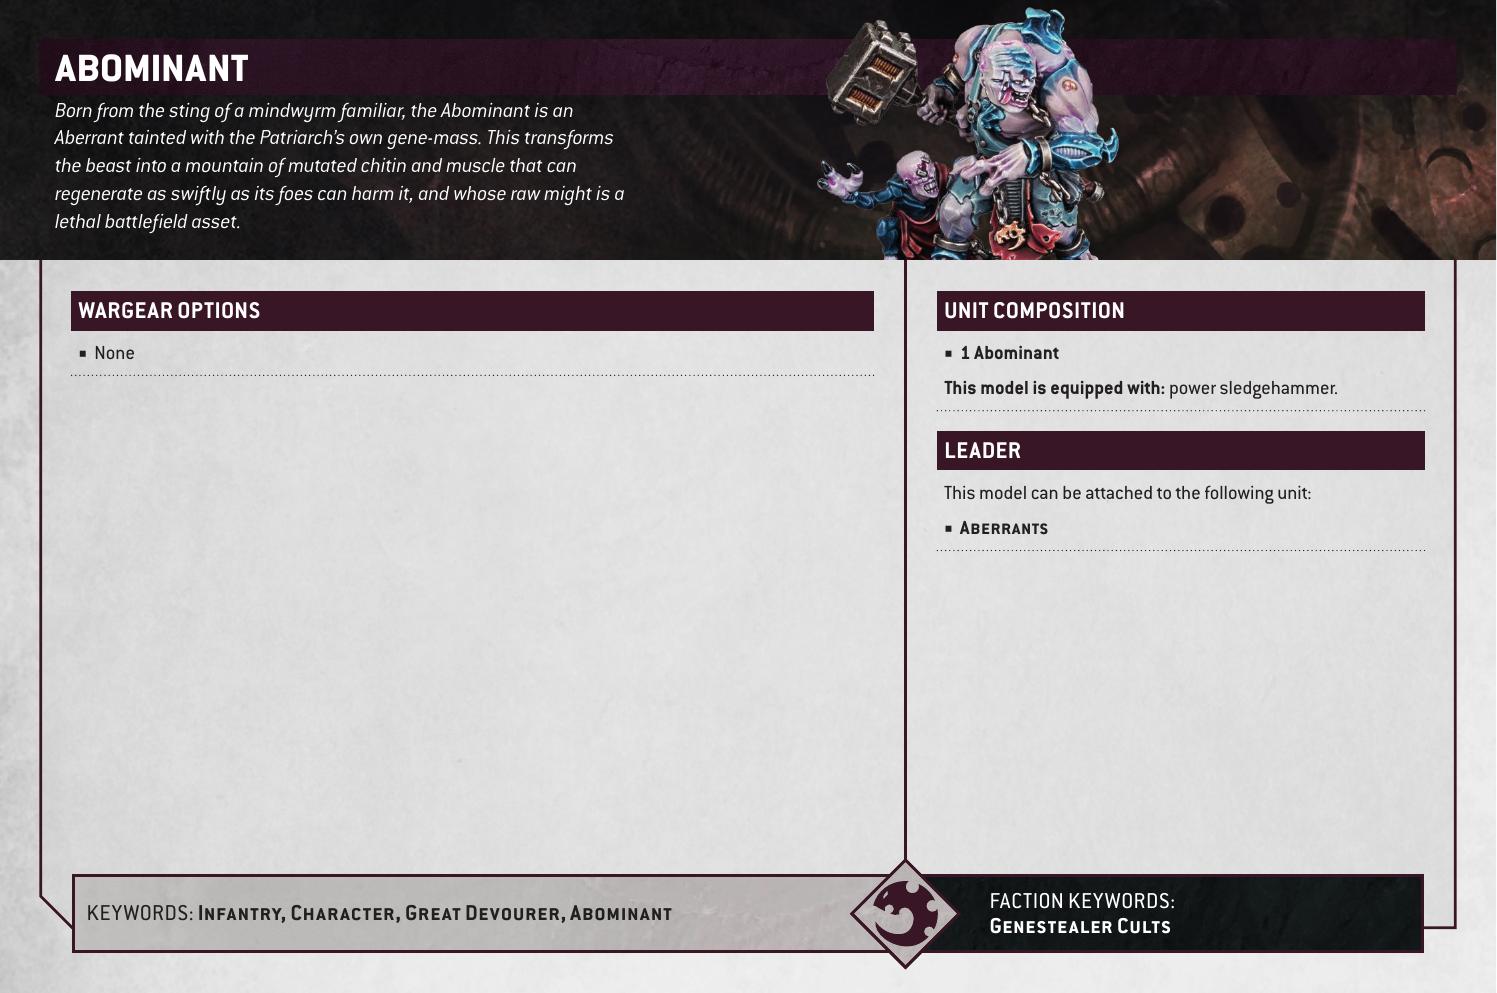 ABOMINANT
Born from the sting of a mindwyrm familiar, the Abominant is an
Aberrant tainted with the Patriarch's own gene-mass. This transforms
the beast into a mountain of mutated chitin and muscle that can
regenerate as swiftly as its foes can harm it, and whose raw might is a
lethal battlefield asset.
WARGEAR OPTIONS
▪ None
UNIT COMPOSITION
▪ 1 Abominant
This model is equipped with: power sledgehammer.
LEADER
This model can be attached to the following unit:
▪ Aberrants
KEYWORDS: Infantry, Character, Great Devourer, Abominant
FACTION KEYWORDS:
Genestealer Cults